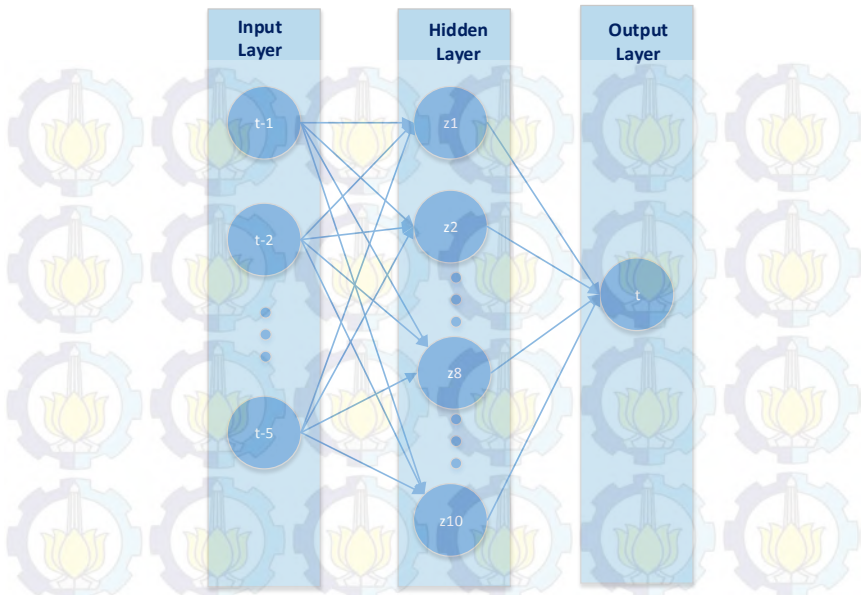 Input
Layer
Hidden
Layer
Output
Layer
t-1
z1
t-2
z2
t
z8
t-5
z10